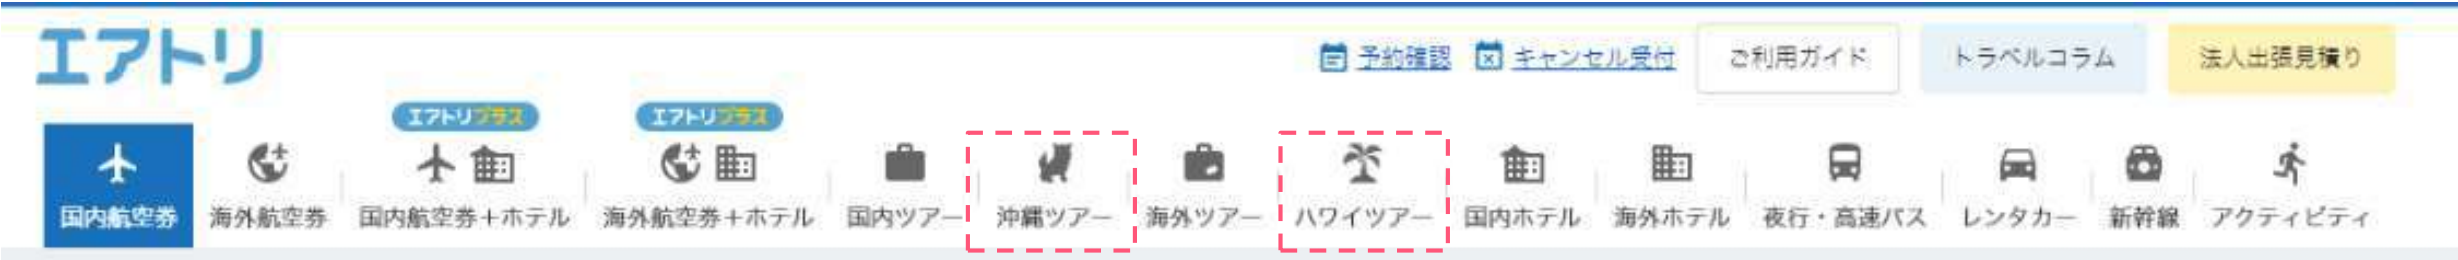 エアトリ
予約確認 キャンセル受付 ご利用ガイド トラベルコラム 法人出張見積り
エアトリプラス エアトリプラス
国内航空券 海外航空券 国内航空券+ホテル 海外航空券+ホテル 国内ツアー 沖縄ツアー 海外ツアー ハワイツアー 国内ホテル 海外ホテル 夜行・高速バス レンタカー 新幹線 アクティビティ